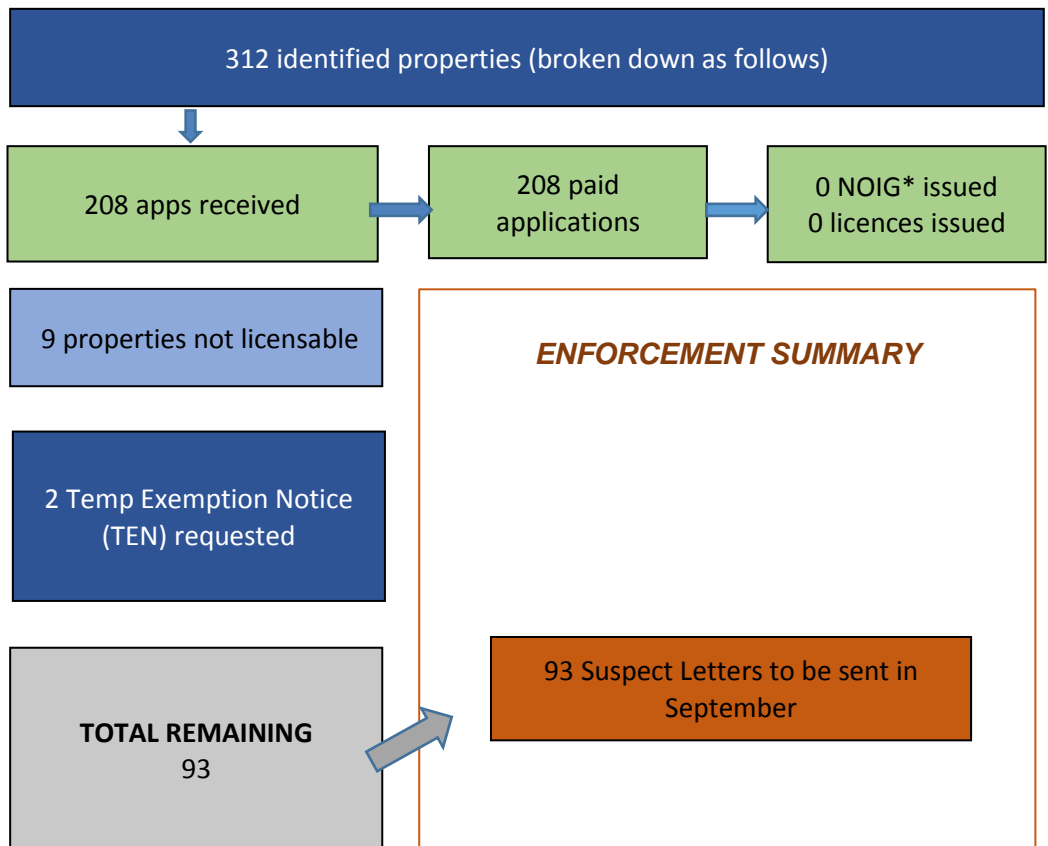 312 identified properties (broken down as follows)
208 apps received
208 paid
applications
0 NOIG* issued
0 licences issued
9 properties not licensable
ENFORCEMENT SUMMARY
2 Temp Exemption Notice
(TEN) requested
TOTAL REMAINING
93
93 Suspect Letters to be sent in
September